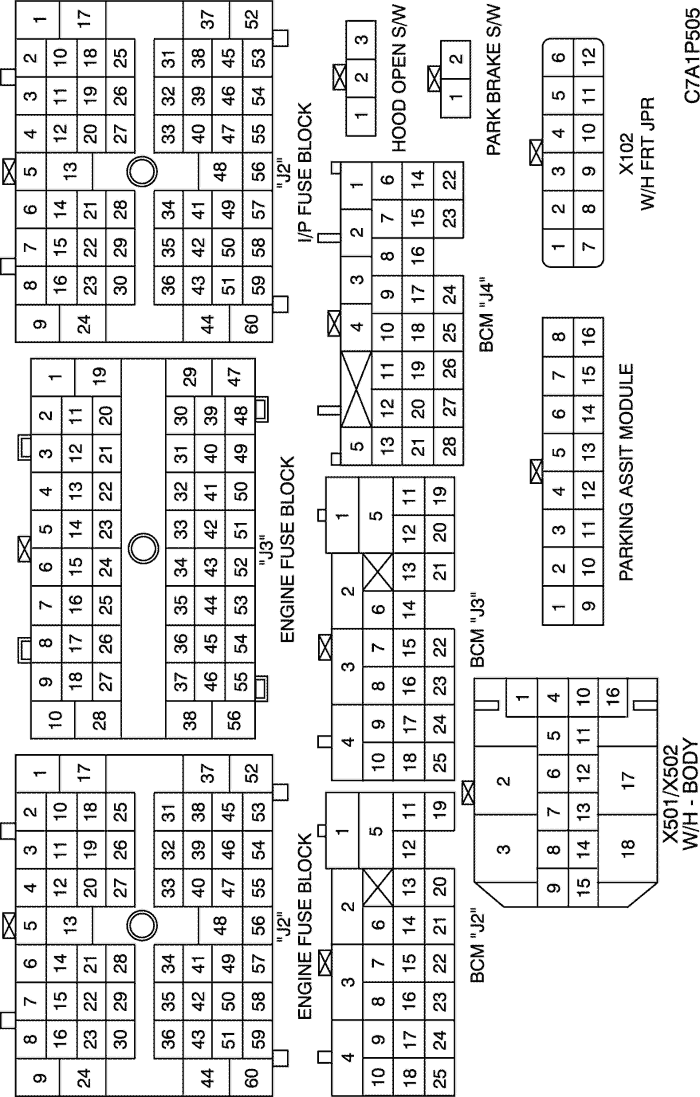 9 8 7 6 5 4 3 2 1
16 15 14 13 12 11 10
24 23 22 21 20 19 18 17
30 29 28 27 26 25
36 35 34 33 32 31
44 43 42 41 40 39 38 37
51 50 49 48 47 46 45
60 59 58 57 56 55 54 53 52
"J2"
ENGINE FUSE BLOCK
10 9 8 7 6 5 4 3 2 1
18 17 16 15 14 13 12 11
28 27 26 25 24 23 22 21 20 19
38 37 36 35 34 33 32 31 30 29
46 45 44 43 42 41 40 39
56 55 54 53 52 51 50 49 48 47
"J3"
ENGINE FUSE BLOCK
9 8 7 6 5 4 3 2 1
16 15 14 13 12 11 10
24 23 22 21 20 19 18 17
30 29 28 27 26 25
36 35 34 33 32 31
44 43 42 41 40 39 38 37
51 50 49 48 47 46 45
60 59 58 57 56 55 54 53 52
"J2"
I/P FUSE BLOCK
4 3 2 1
10 9 8 7 6 5
18 17 16 15 14 13 12 11
25 24 23 22 21 20 19
BCM "J2"
4 3 2 1
10 9 8 7 6 5
18 17 16 15 14 13 12 11
25 24 23 22 21 20 19
BCM "J3"
5 4 3 2 1
13 12 11 10 9 8 7 6
21 20 19 18 17 16 15 14
28 27 26 25 24 23 22
BCM "J4"
1 2 3
HOOD OPEN S/W
1 2
PARK BRAKE S/W
3 2 1
9 8 7 6 5 4
15 14 13 12 11 10
18 17 16
X501/X502
W/H - BODY
1 2 3 4 5 6 7 8
9 10 11 12 13 14 15 16
PARKING ASSIT MODULE
1 2 3 4 5 6
7 8 9 10 11 12
X102
W/H FRT JPR
C7A1P505